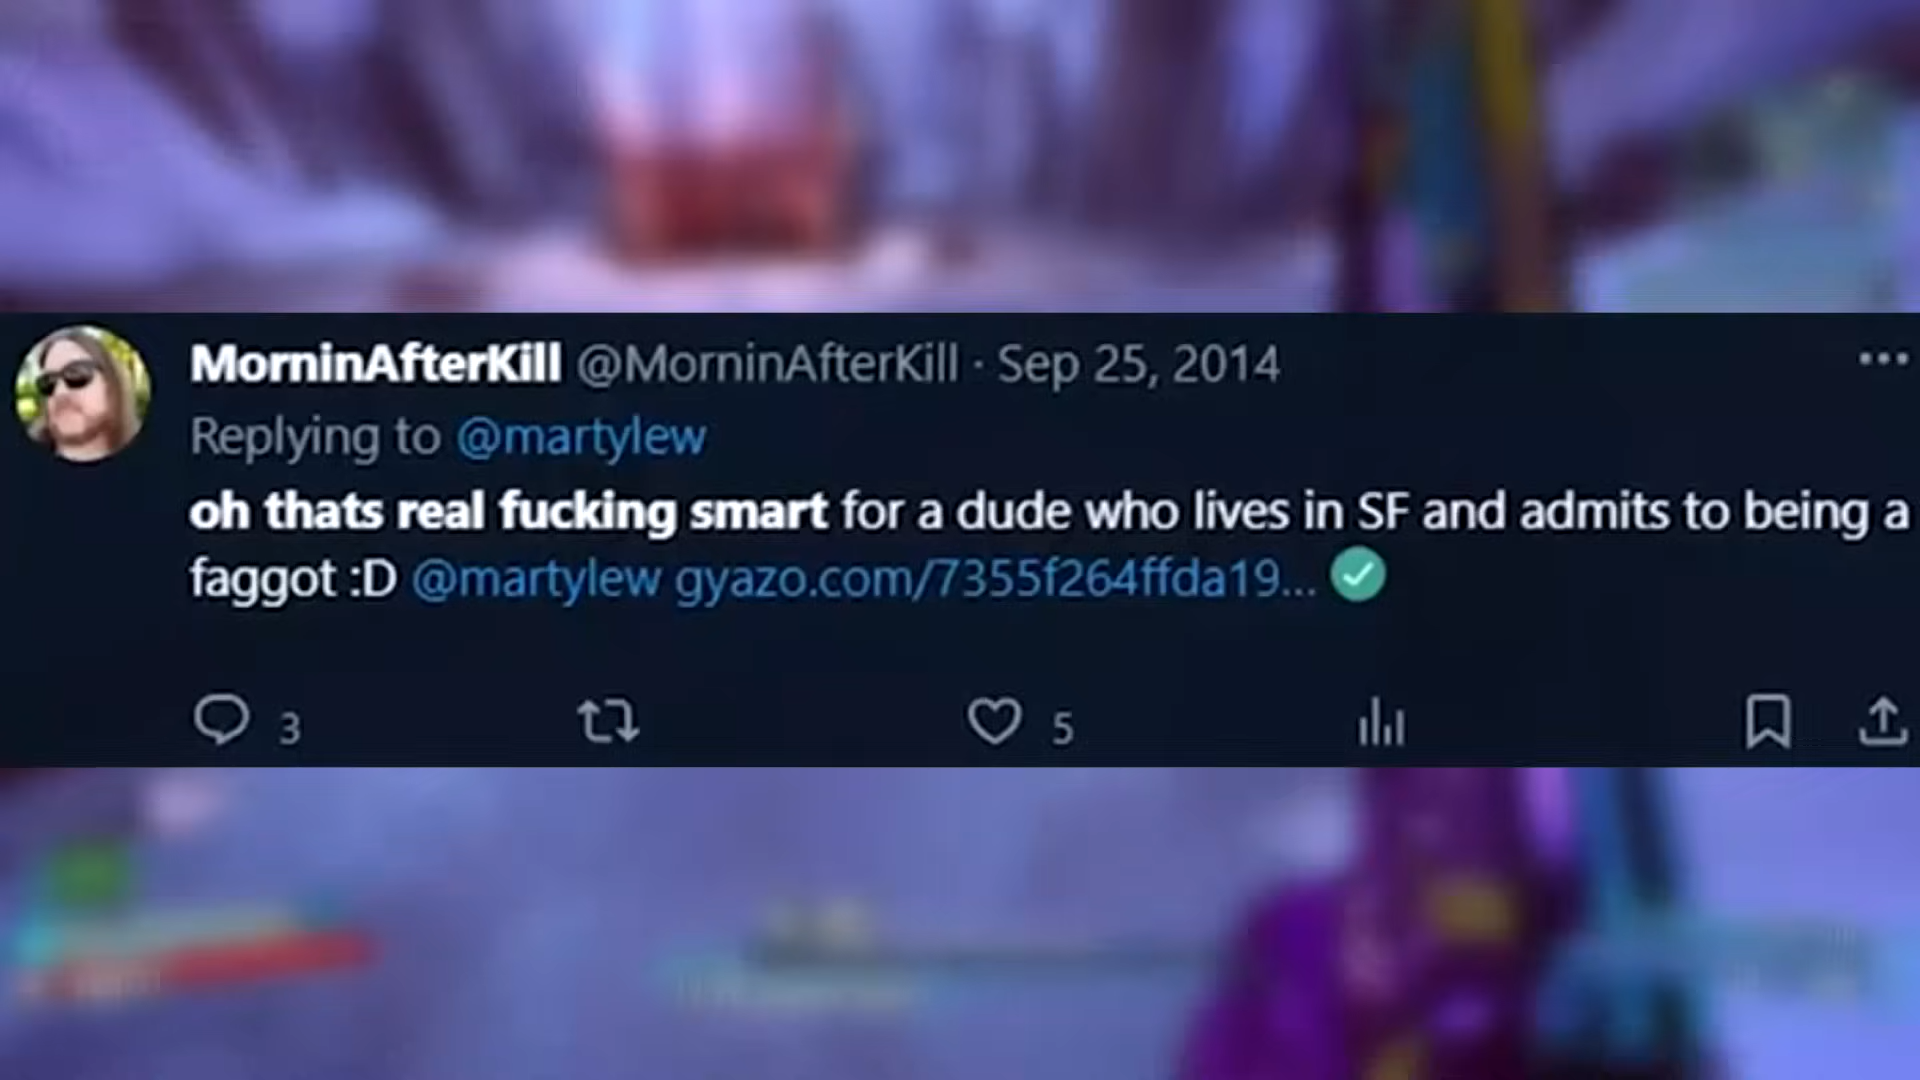 MorninAfterKill @MorninAfterKill · Sep 25, 2014
Replying to @martylew
oh thats real fucking smart for a dude who lives in SF and admits to being a
faggot :D @martylew gyazo.com/7355f264ffda19...
3 5